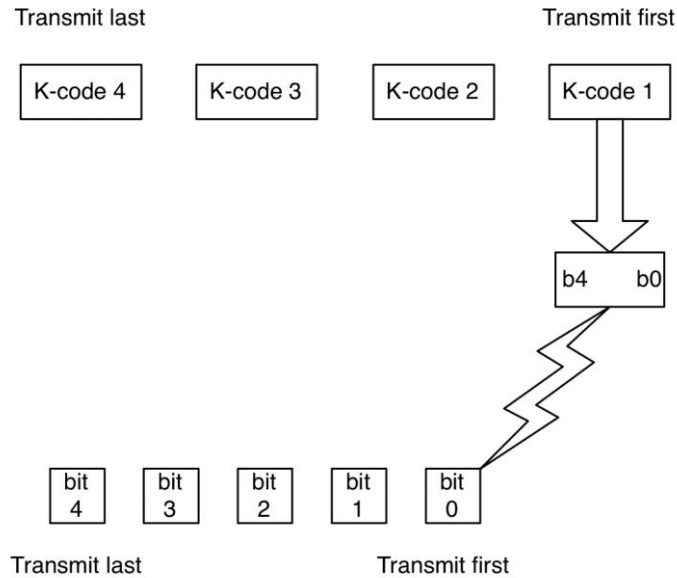 Transmit last
Transmit first
K-code 4
K-code 3
K-code 2
K-code 1
b4
b0
bit
4
bit
3
bit
2
bit
1
bit
0
Transmit last
Transmit first